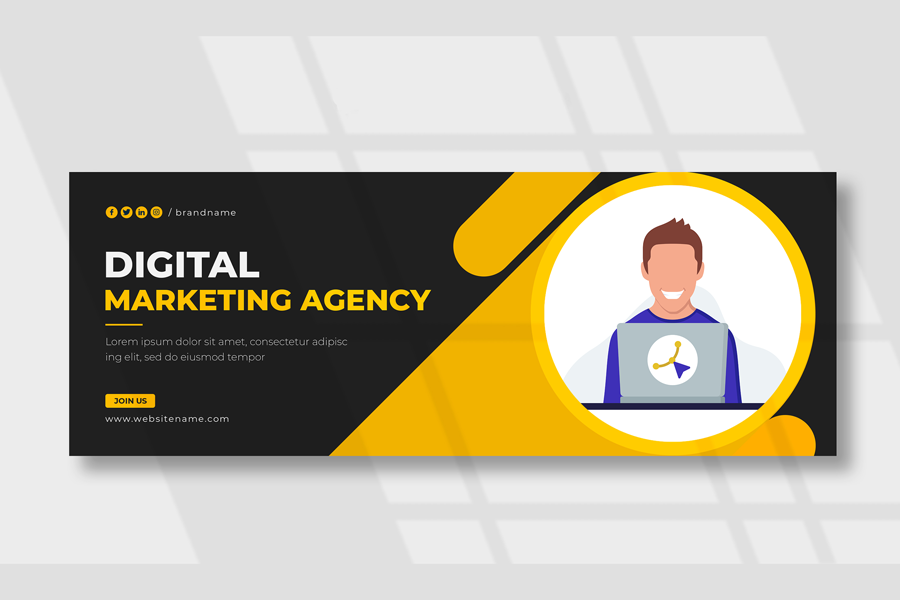 / brandname
DIGITAL
MARKETING AGENCY
Lorem ipsum dolor sit amet, consectetur adipisc
ing elit, sed do eiusmod tempor
JOIN US
www.websitename.com